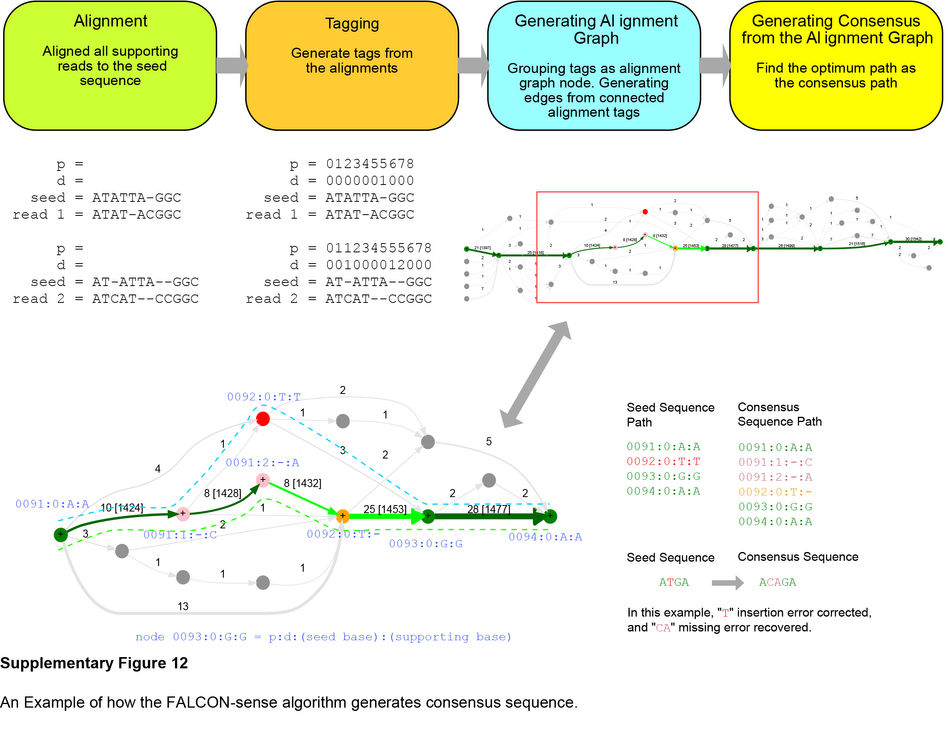 Alignment
Aligned all supporting
reads to the seed
sequence
Tagging
Generate tags from
the alignments
Generating Al ignment
Graph
Grouping tags as alignment
graph node. Generating
edges from connected
alignment tags
Generating Consensus
from the Al ignment Graph
Find the optimum path as
the consensus path
p =
d =
seed = ATATTA-GGC
read 1 = ATAT-ACGGC
p = 0123455678
d = 0000001000
seed = ATATTA-GGC
read 1 = ATAT-ACGGC
p =
d =
seed = AT-ATTA--GGC
read 2 = ATCAT--CCGGC
p = 011234555678
d = 001000012000
seed = AT-ATTA--GGC
read 2 = ATCAT--CCGGC
0092:0:T:T
2
1
1
5
4
1
3
2
0091:2:-:A
8 [1428]
8 [1432]
2
2
0091:0:A:A
10 [1424]
1
25 [1453]
28 [1477]
3
0091:1:-:C
2
0092:0:T:-
0093:0:G:G
0094:0:A:A
1
1
1
13
node 0093:0:G:G = p:d:(seed base):(supporting base)
Seed Sequence
Path
0091:0:A:A
0092:0:T:T
0093:0:G:G
0094:0:A:A
Consensus
Sequence Path
0091:0:A:A
0091:1:-:C
0091:2:-:A
0092:0:T:-
0093:0:G:G
0094:0:A:A
Seed Sequence
Consensus Sequence
ATGA
ACAGA
In this example, "T" insertion error corrected,
and "CA" missing error recovered.
Supplementary Figure 12
An Example of how the FALCON-sense algorithm generates consensus sequence.